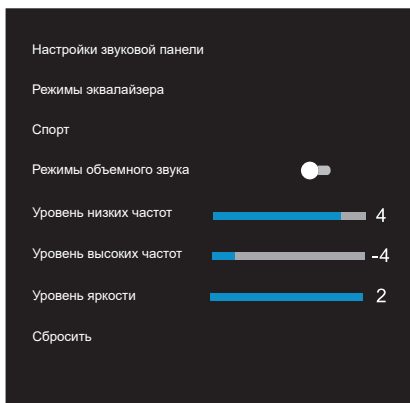 Настройки звуковой панели
Режимы эквалайзера
Спорт
Режимы объемного звука
Уровень низких частот 4
Уровень высоких частот -4
Уровень яркости 2
Сбросить